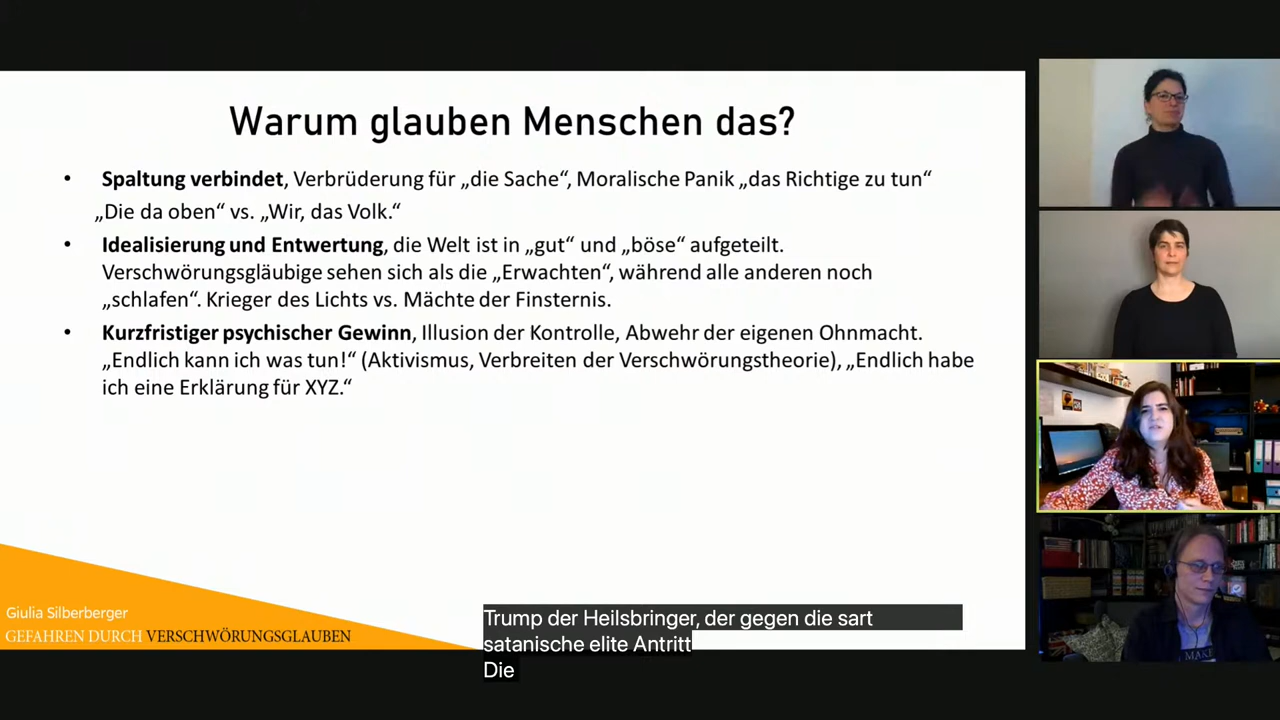 Warum glauben Menschen das?
• Spaltung verbindet, Verbrüderung für „die Sache“, Moralische Panik „das Richtige zu tun“
„Die da oben“ vs. „Wir, das Volk.“
• Idealisierung und Entwertung, die Welt ist in „gut“ und „böse“ aufgeteilt.
Verschwörungsgläubige sehen sich als die „Erwachten“, während alle anderen noch
„schlafen“. Krieger des Lichts vs. Mächte der Finsternis.
• Kurzfristiger psychischer Gewinn, Illusion der Kontrolle, Abwehr der eigenen Ohnmacht.
„Endlich kann ich was tun!“ (Aktivismus, Verbreiten der Verschwörungstheorie), „Endlich habe
ich eine Erklärung für XYZ.“
Giulia Silberberger
GEFAHREN DURCH VERSCHWÖRUNGSGLAUBEN
Trump der Heilsbringer, der gegen die sart
satanische elite Antritt
Die
MAKE